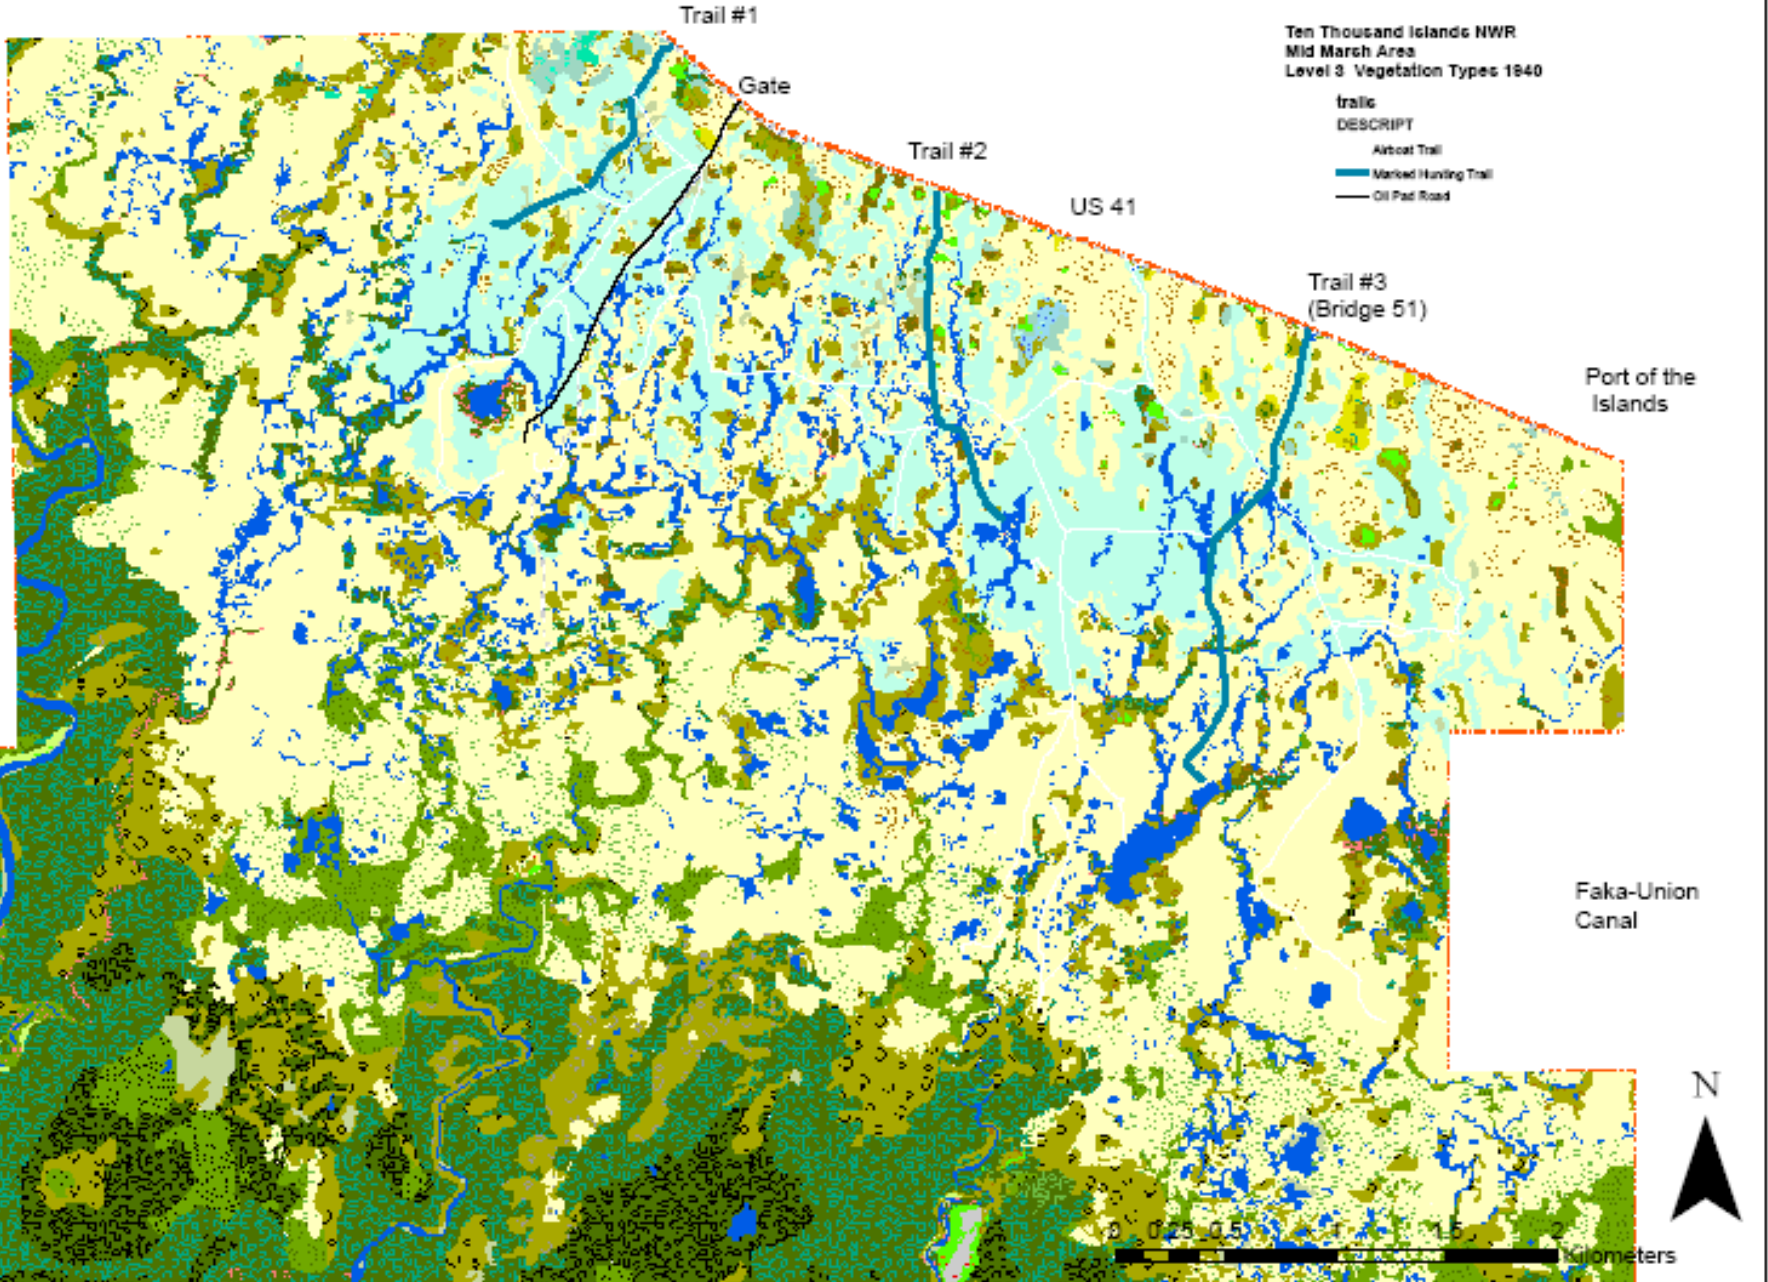 Trail #1
Ten Thousand Islands NWR
Mid Marsh Area
Level 3 Vegetation Types 1940
Gate
trails
DESCRIPT
Airboat Trail
Marked Hunting Trail
Oil Pad Road
Trail #2
US 41
Trail #3
(Bridge 51)
Port of the
Islands
Faka-Union
Canal
N
0 0.25 0.5 1 1.5 2
Kilometers